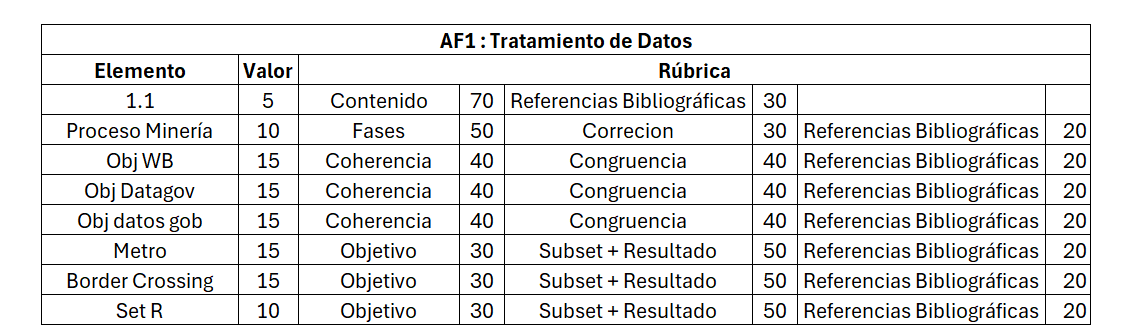 AF1 : Tratamiento de Datos
Elemento Valor Rúbrica
1.1 5 Contenido 70 Referencias Bibliográficas 30
Proceso Minería 10 Fases 50 Correcion 30 Referencias Bibliográficas 20
Obj WB 15 Coherencia 40 Congruencia 40 Referencias Bibliográficas 20
Obj Datagov 15 Coherencia 40 Congruencia 40 Referencias Bibliográficas 20
Obj datos gob 15 Coherencia 40 Congruencia 40 Referencias Bibliográficas 20
Metro 15 Objetivo 30 Subset + Resultado 50 Referencias Bibliográficas 20
Border Crossing 15 Objetivo 30 Subset + Resultado 50 Referencias Bibliográficas 20
Set R 10 Objetivo 30 Subset + Resultado 50 Referencias Bibliográficas 20